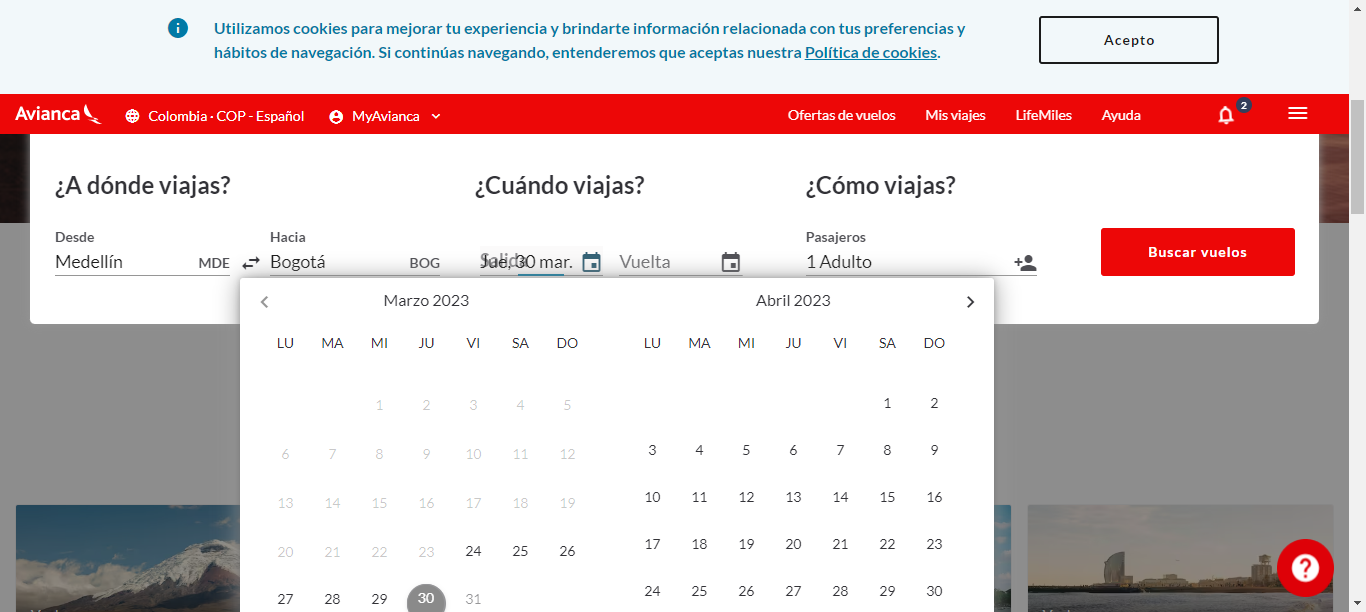 Utilizamos cookies para mejorar tu experiencia y brindarte información relacionada con tus preferencias y
hábitos de navegación. Si continúas navegando, entenderemos que aceptas nuestra Política de cookies.
Acepto
Avianca
Colombia · COP - Español
MyAvianca
Ofertas de vuelos
Mis viajes
LifeMiles
Ayuda
2
¿A dónde viajas?
¿Cuándo viajas?
¿Cómo viajas?
Desde
Medellín MDE
Hacia
Bogotá BOG
Salida
Jue, 30 mar.
Vuelta
Pasajeros
1 Adulto
Buscar vuelos
Marzo 2023
LU MA MI JU VI SA DO
1 2 3 4 5
6 7 8 9 10 11 12
13 14 15 16 17 18 19
20 21 22 23 24 25 26
27 28 29 30 31
Abril 2023
LU MA MI JU VI SA DO
1 2
3 4 5 6 7 8 9
10 11 12 13 14 15 16
17 18 19 20 21 22 23
24 25 26 27 28 29 30